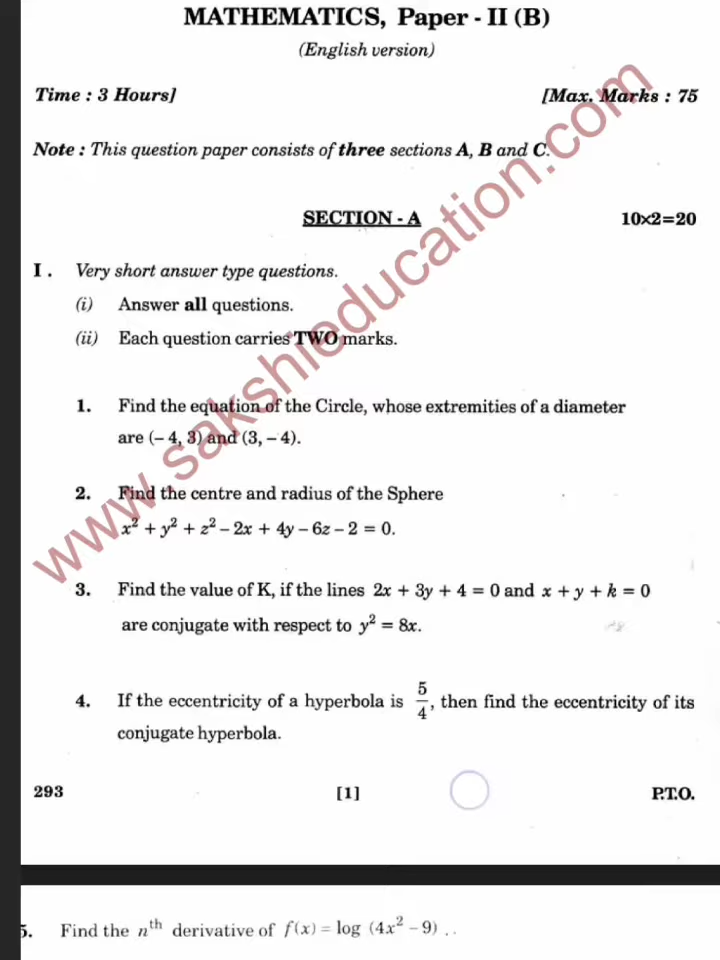 MATHEMATICS, Paper - II (B)
(English version)
Time : 3 Hours] [Max. Marks : 75
Note : This question paper consists of three sections A, B and C.
SECTION - A 10×2=20
I . Very short answer type questions.
(i) Answer all questions.
(ii) Each question carries TWO marks.
1. Find the equation of the Circle, whose extremities of a diameter
are (– 4, 3) and (3, – 4).
2. Find the centre and radius of the Sphere
x² + y² + z² – 2x + 4y – 6z – 2 = 0.
3. Find the value of K, if the lines 2x + 3y + 4 = 0 and x + y + k = 0
are conjugate with respect to y² = 8x.
4. If the eccentricity of a hyperbola is 5/4, then find the eccentricity of its
conjugate hyperbola.
293 [1] P.T.O.
5. Find the nth derivative of f(x) = log (4x² – 9) ..
www.sakshieducation.com